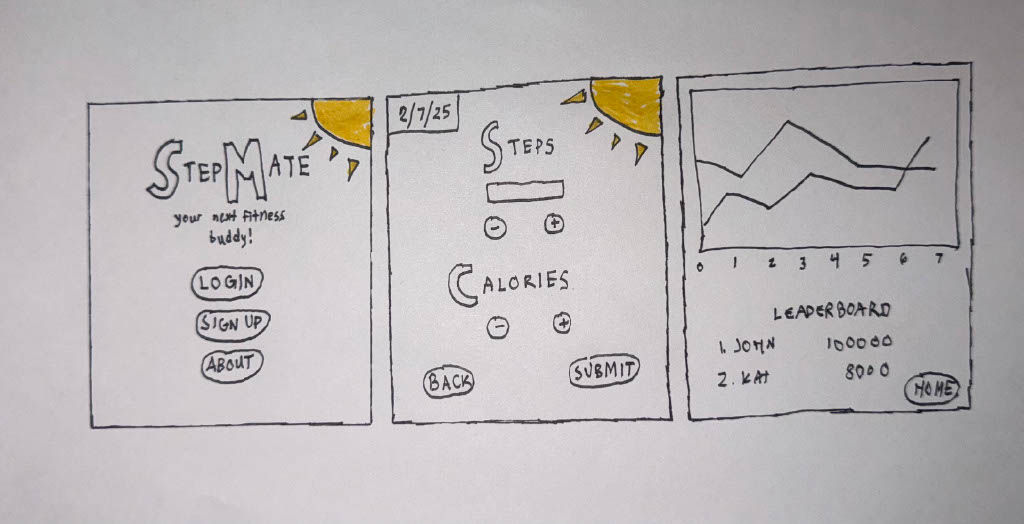 STEPMATE
your next fitness
buddy!
LOGIN
SIGN UP
ABOUT
2/7/25
STEPS
- +
CALORIES
- +
BACK
SUBMIT
0 1 2 3 4 5 6 7
LEADERBOARD
1. JOHN 100000
2. KAT 8000
HOME